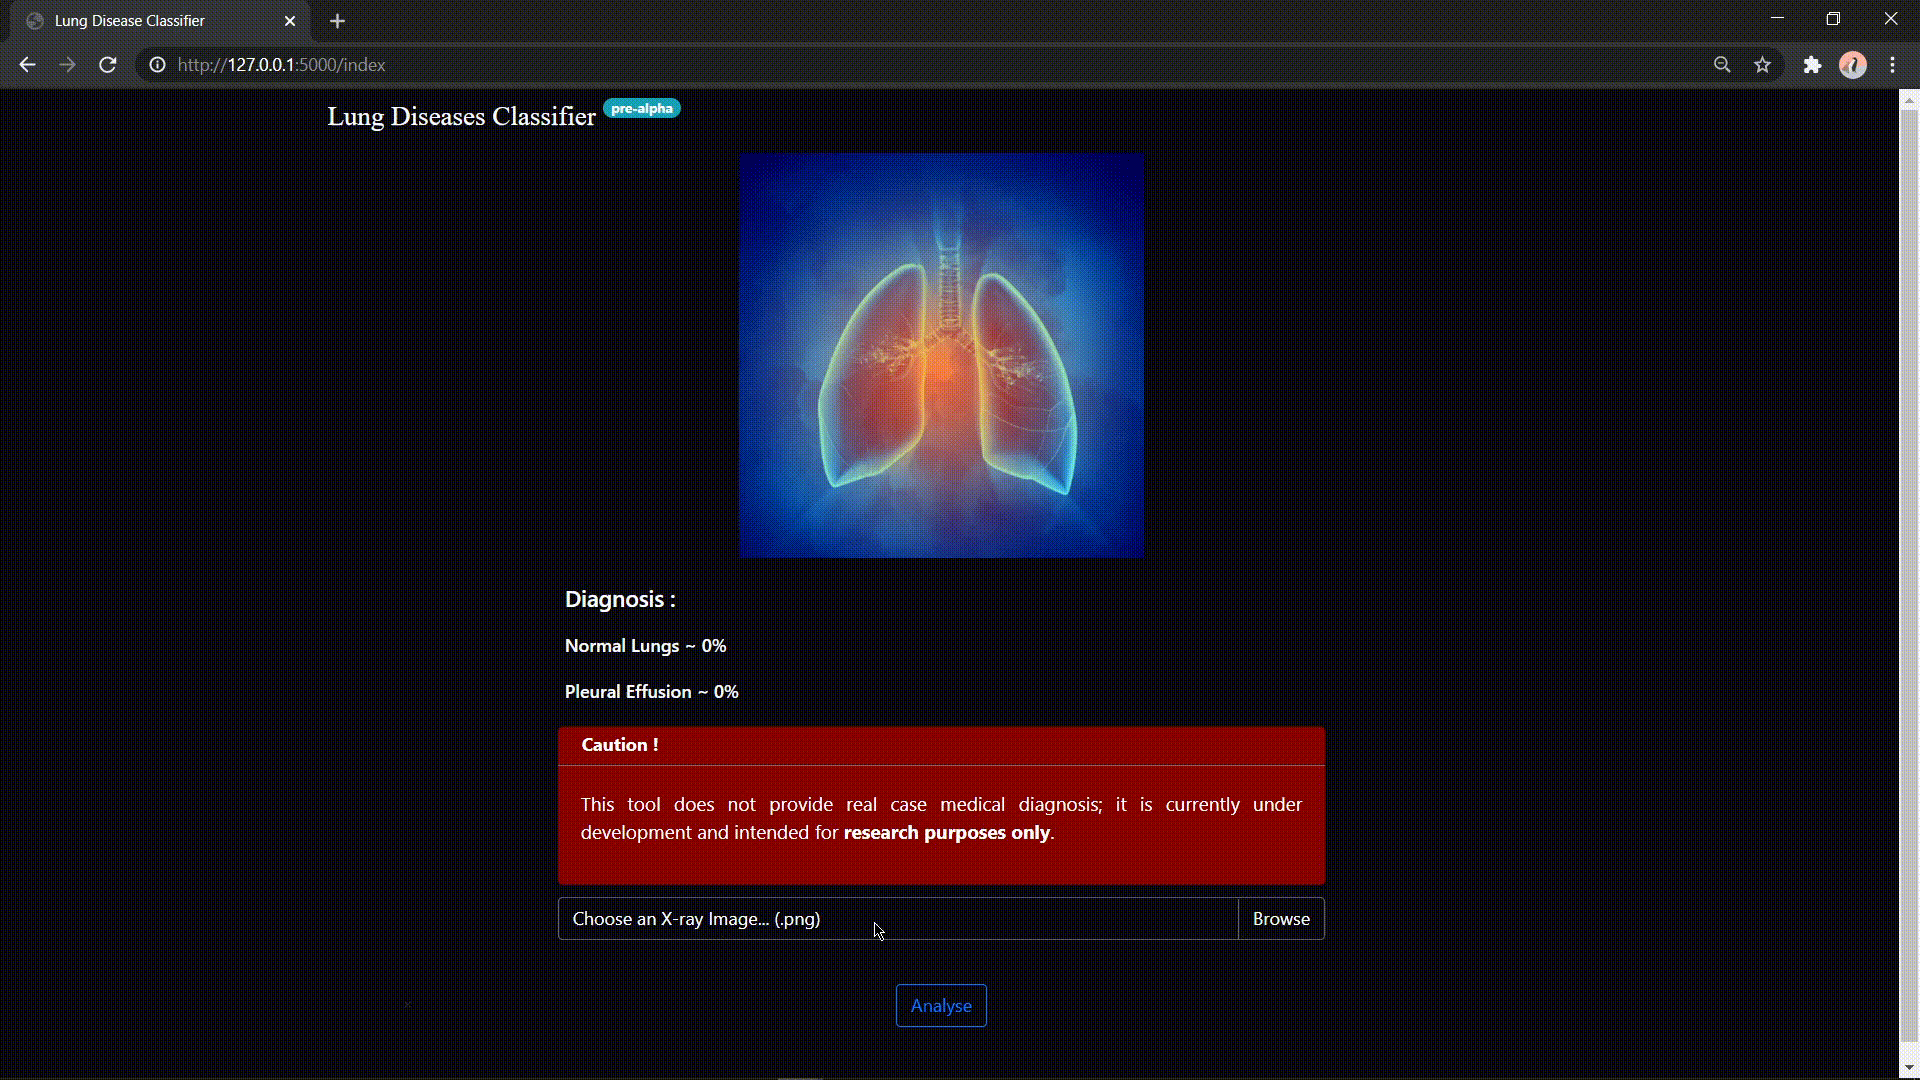 Lung Disease Classifier
http://127.0.0.1:5000/index
Lung Diseases Classifier pre-alpha
Diagnosis :
Normal Lungs ~ 0%
Pleural Effusion ~ 0%
Caution !
This tool does not provide real case medical diagnosis; it is currently under
development and intended for research purposes only.
Choose an X-ray Image... (.png) Browse
Analyse